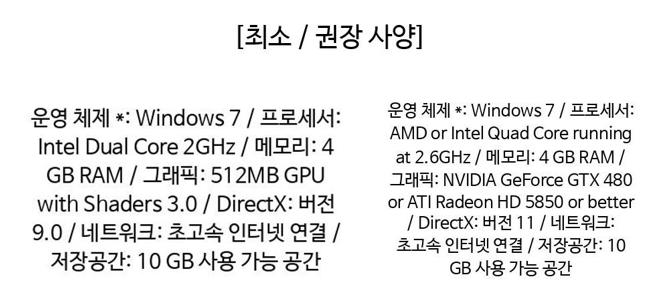 [최소 / 권장 사양]
운영 체제 *: Windows 7 / 프로세서:
Intel Dual Core 2GHz / 메모리: 4
GB RAM / 그래픽: 512MB GPU
with Shaders 3.0 / DirectX: 버전
9.0 / 네트워크: 초고속 인터넷 연결 /
저장공간: 10 GB 사용 가능 공간
운영 체제 *: Windows 7 / 프로세서:
AMD or Intel Quad Core running
at 2.6GHz / 메모리: 4 GB RAM /
그래픽: NVIDIA GeForce GTX 480
or ATI Radeon HD 5850 or better
/ DirectX: 버전 11 / 네트워크:
초고속 인터넷 연결 / 저장공간: 10
GB 사용 가능 공간